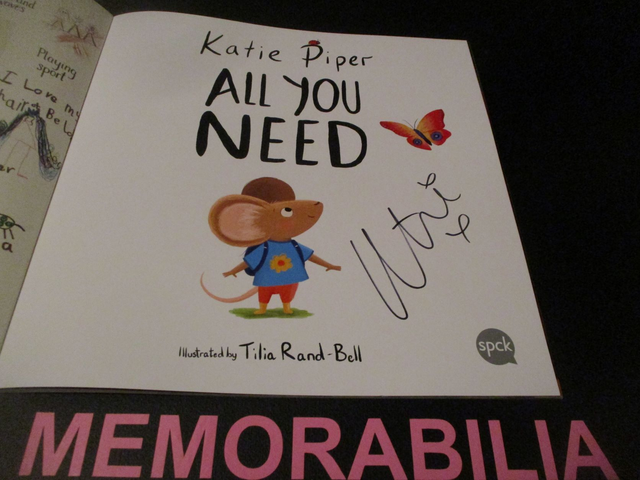 Playing
sport
I Love my
Katie Piper
ALL YOU
NEED
Illustrated by Tilia Rand-Bell
spck
MEMORABILIA